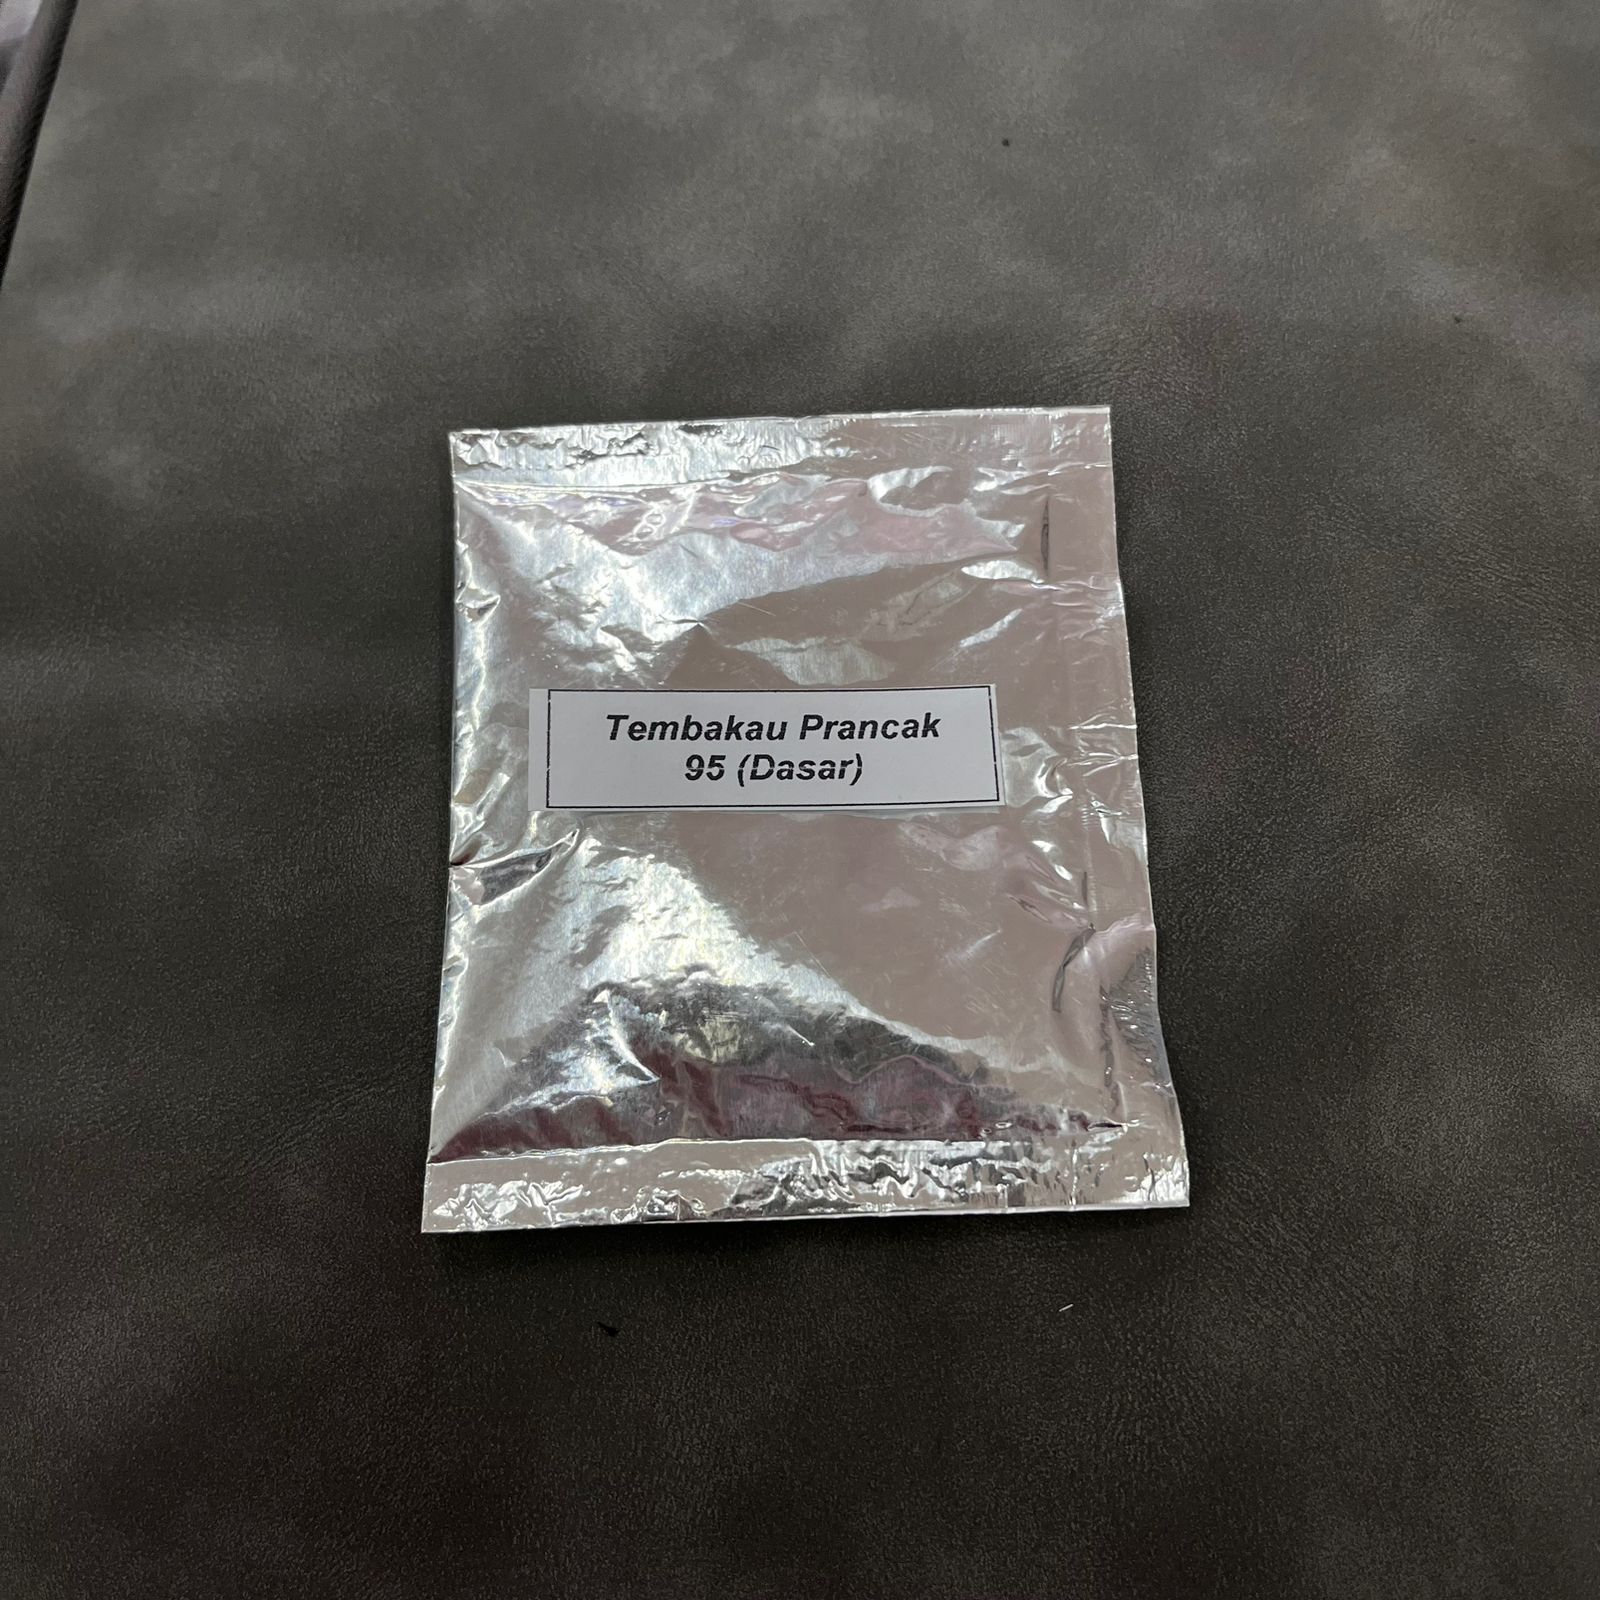 Tembakau Prancak
95 (Dasar)